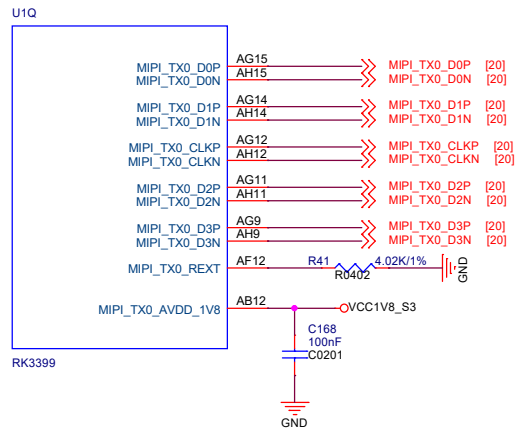 U1Q
MIPI_TX0_D0P AG15 MIPI_TX0_D0P [20]
MIPI_TX0_D0N AH15 MIPI_TX0_D0N [20]
MIPI_TX0_D1P AG14 MIPI_TX0_D1P [20]
MIPI_TX0_D1N AH14 MIPI_TX0_D1N [20]
MIPI_TX0_CLKP AG12 MIPI_TX0_CLKP [20]
MIPI_TX0_CLKN AH12 MIPI_TX0_CLKN [20]
MIPI_TX0_D2P AG11 MIPI_TX0_D2P [20]
MIPI_TX0_D2N AH11 MIPI_TX0_D2N [20]
MIPI_TX0_D3P AG9 MIPI_TX0_D3P [20]
MIPI_TX0_D3N AH9 MIPI_TX0_D3N [20]
MIPI_TX0_REXT AF12 R41 4.02K/1%
R0402 GND
MIPI_TX0_AVDD_1V8 AB12 VCC1V8_S3
C168
100nF
C0201
RK3399
GND